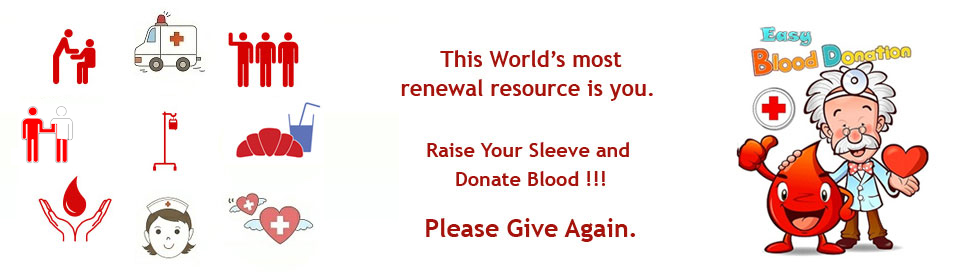 This World’s most
renewal resource is you.
Raise Your Sleeve and
Donate Blood !!!
Please Give Again.
Easy
Blood Donation